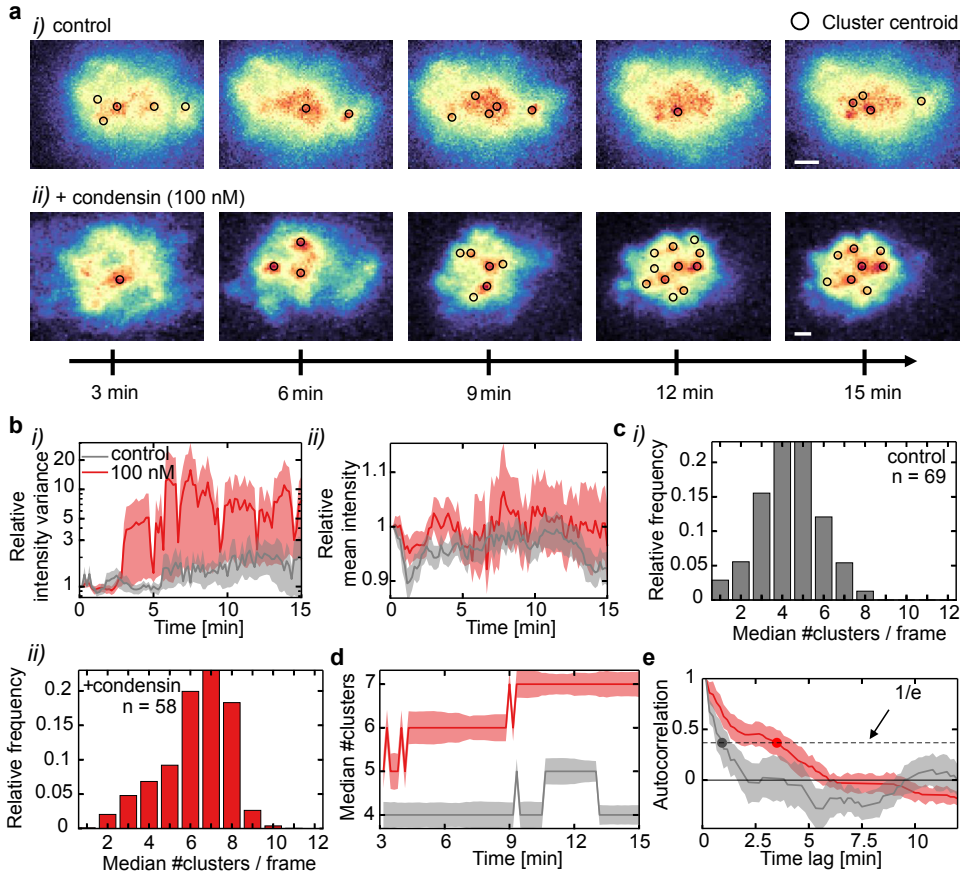 a
i) control
Cluster centroid
ii) + condensin (100 nM)
3 min
6 min
9 min
12 min
15 min
b
i)
control
100 nM
20
10
5
3
1
0
5
10
15
Relative
intensity variance
Time [min]
ii)
1.1
1
0.9
0
5
10
15
Relative
mean intensity
Time [min]
c
i)
control
n = 69
0.2
0.15
0.1
0.05
0
2
4
6
8
10
12
Relative frequency
Median #clusters / frame
ii)
+condensin
n = 58
0.2
0.15
0.1
0.05
0
2
4
6
8
10
12
Relative frequency
Median #clusters / frame
d
7
6
5
4
3
6
9
12
15
Median #clusters
Time [min]
e
1/e
1
0.5
0
0
2.5
5
7.5
10
Autocorrelation
Time lag [min]